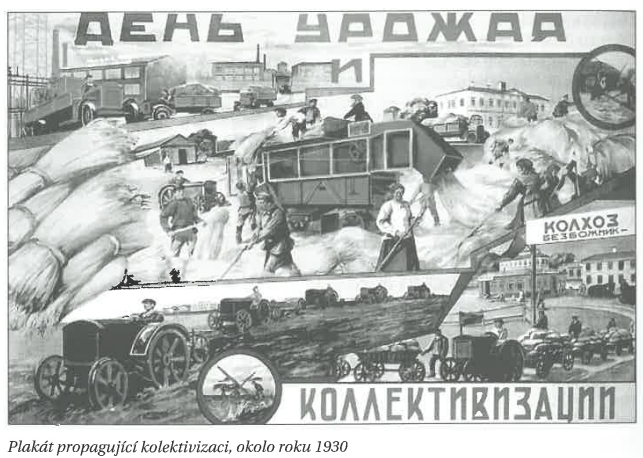 ДЕНЬ УРОЖАЯ
И
КОЛХОЗ
БЕЗБОЖНИК
КОЛЛЕКТИВИЗАЦИИ
Plakát propagující kolektivizaci, okolo roku 1930